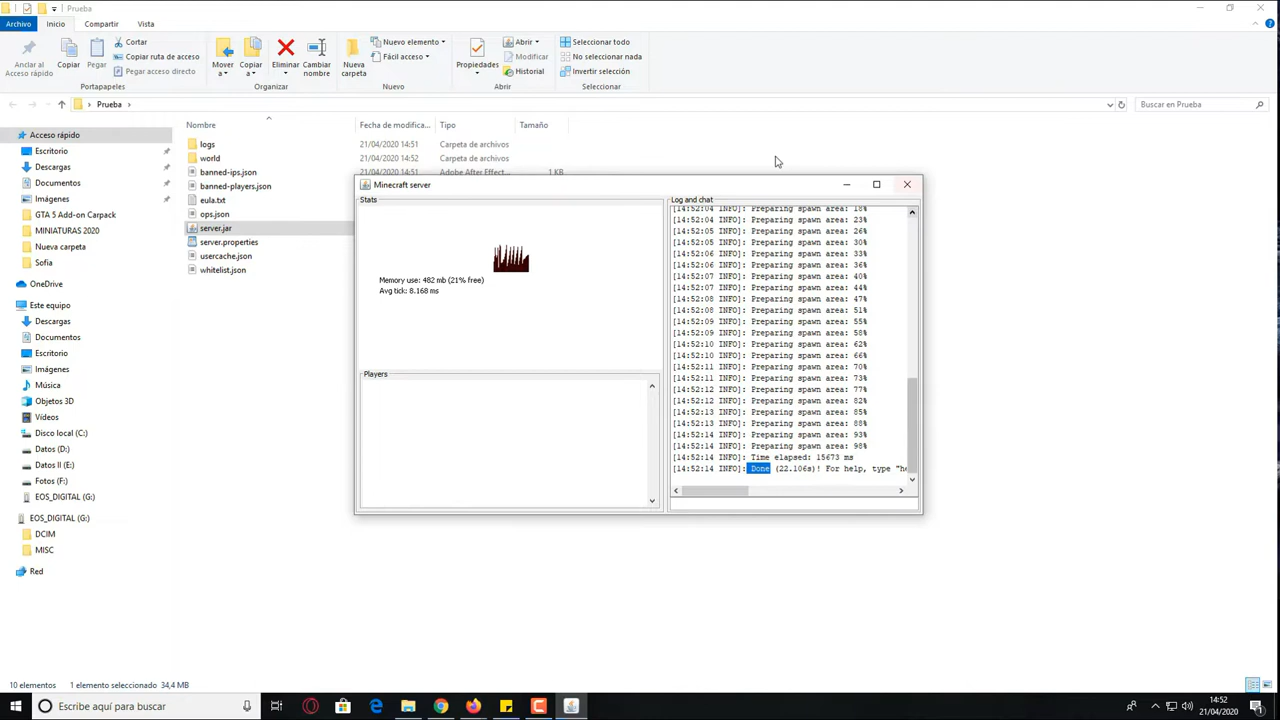 Prueba
Archivo Inicio Compartir Vista
Anclar al Acceso rápido
Copiar
Pegar
Cortar
Copiar ruta de acceso
Pegar acceso directo
Portapapeles
Mover a
Copiar a
Eliminar
Cambiar nombre
Organizar
Nueva carpeta
Nuevo elemento
Fácil acceso
Nuevo
Propiedades
Abrir
Modificar
Historial
Abrir
Seleccionar todo
No seleccionar nada
Invertir selección
Seleccionar
Prueba
Buscar en Prueba
Acceso rápido
Escritorio
Descargas
Documentos
Imágenes
GTA 5 Add-on Carpack
MINIATURAS 2020
Nueva carpeta
Sofia
OneDrive
Este equipo
Descargas
Documentos
Escritorio
Imágenes
Música
Objetos 3D
Vídeos
Disco local (C:)
Datos (D:)
Datos II (E:)
Fotos (F:)
EOS_DIGITAL (G:)
EOS_DIGITAL (G:)
DCIM
MISC
Red
Nombre Fecha de modifica... Tipo Tamaño
logs 21/04/2020 14:51 Carpeta de archivos
world 21/04/2020 14:52 Carpeta de archivos
banned-ips.json 21/04/2020 14:51 Adobe After Effect... 1 KB
banned-players.json
eula.txt
ops.json
server.jar
server.properties
usercache.json
whitelist.json
Minecraft server
Stats
Memory use: 482 mb (21% free)
Avg tick: 8.168 ms
Players
Log and chat
[14:52:04 INFO]: Preparing spawn area: 18%
[14:52:04 INFO]: Preparing spawn area: 23%
[14:52:05 INFO]: Preparing spawn area: 26%
[14:52:05 INFO]: Preparing spawn area: 30%
[14:52:06 INFO]: Preparing spawn area: 33%
[14:52:06 INFO]: Preparing spawn area: 36%
[14:52:07 INFO]: Preparing spawn area: 40%
[14:52:07 INFO]: Preparing spawn area: 44%
[14:52:08 INFO]: Preparing spawn area: 47%
[14:52:08 INFO]: Preparing spawn area: 51%
[14:52:09 INFO]: Preparing spawn area: 55%
[14:52:09 INFO]: Preparing spawn area: 58%
[14:52:10 INFO]: Preparing spawn area: 62%
[14:52:10 INFO]: Preparing spawn area: 66%
[14:52:11 INFO]: Preparing spawn area: 70%
[14:52:11 INFO]: Preparing spawn area: 73%
[14:52:12 INFO]: Preparing spawn area: 77%
[14:52:12 INFO]: Preparing spawn area: 82%
[14:52:13 INFO]: Preparing spawn area: 85%
[14:52:13 INFO]: Preparing spawn area: 88%
[14:52:14 INFO]: Preparing spawn area: 93%
[14:52:14 INFO]: Preparing spawn area: 98%
[14:52:14 INFO]: Time elapsed: 15673 ms
[14:52:14 INFO]: Done (22.106s)! For help, type "he
10 elementos 1 elemento seleccionado 34,4 MB
Escribe aquí para buscar
14:52
21/04/2020